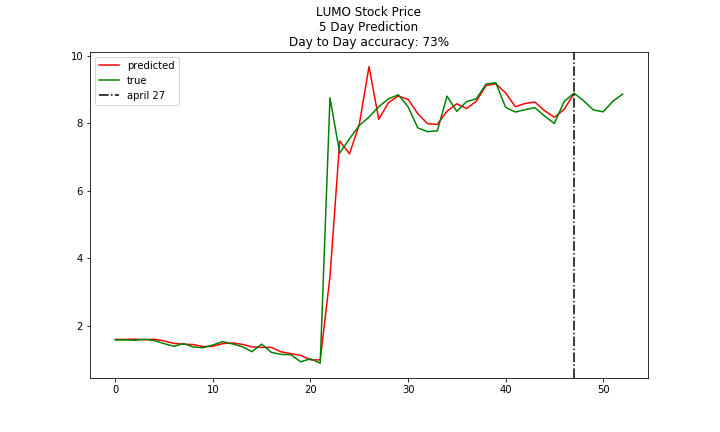 LUMO Stock Price
5 Day Prediction
Day to Day accuracy: 73%
predicted
true
april 27
10
8
6
4
2
0
10
20
30
40
50